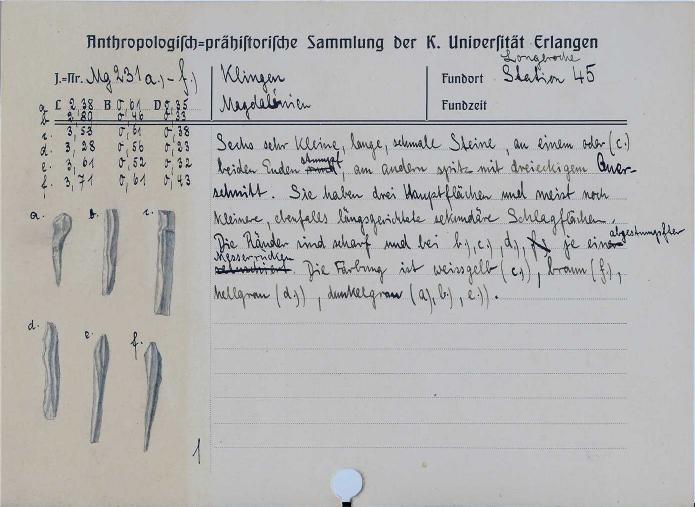 Anthropologisch=prähistorische Sammlung der K. Universität Erlangen
J.=Nr. Mg 231 a,) - f,)
Klingen
Magdalénien
Longeroche
Fundort Station 45
Fundzeit
a. L 2,38 B 0,61 D 0,35
b. 2,80 0,46 0,33
c. 3,53 0,61 0,38
d. 3,28 0,56 0,23
e. 3,61 0,52 0,32
f. 3,71 0,61 0,43
Sechs sehr kleine, lange, schmale Steine, an einem oder (c.)
beiden Enden stumpf, am andern spitz mit dreieckigem Quer-
schnitt. Sie haben drei Hauptflächen und meist noch
kleinere, ebenfalls längsgerichtete sekundäre Schlagflächen.
Die Ränder sind scharf und bei b,), c,), d,) je ein abgestumpfter
Messerrücken. Die Färbung ist weissgelb (c,)), braun (f,),
hellgrau (d,)), dunkelgrau (a,), b,), e,)).
a. b. c.
d. e. f.
1